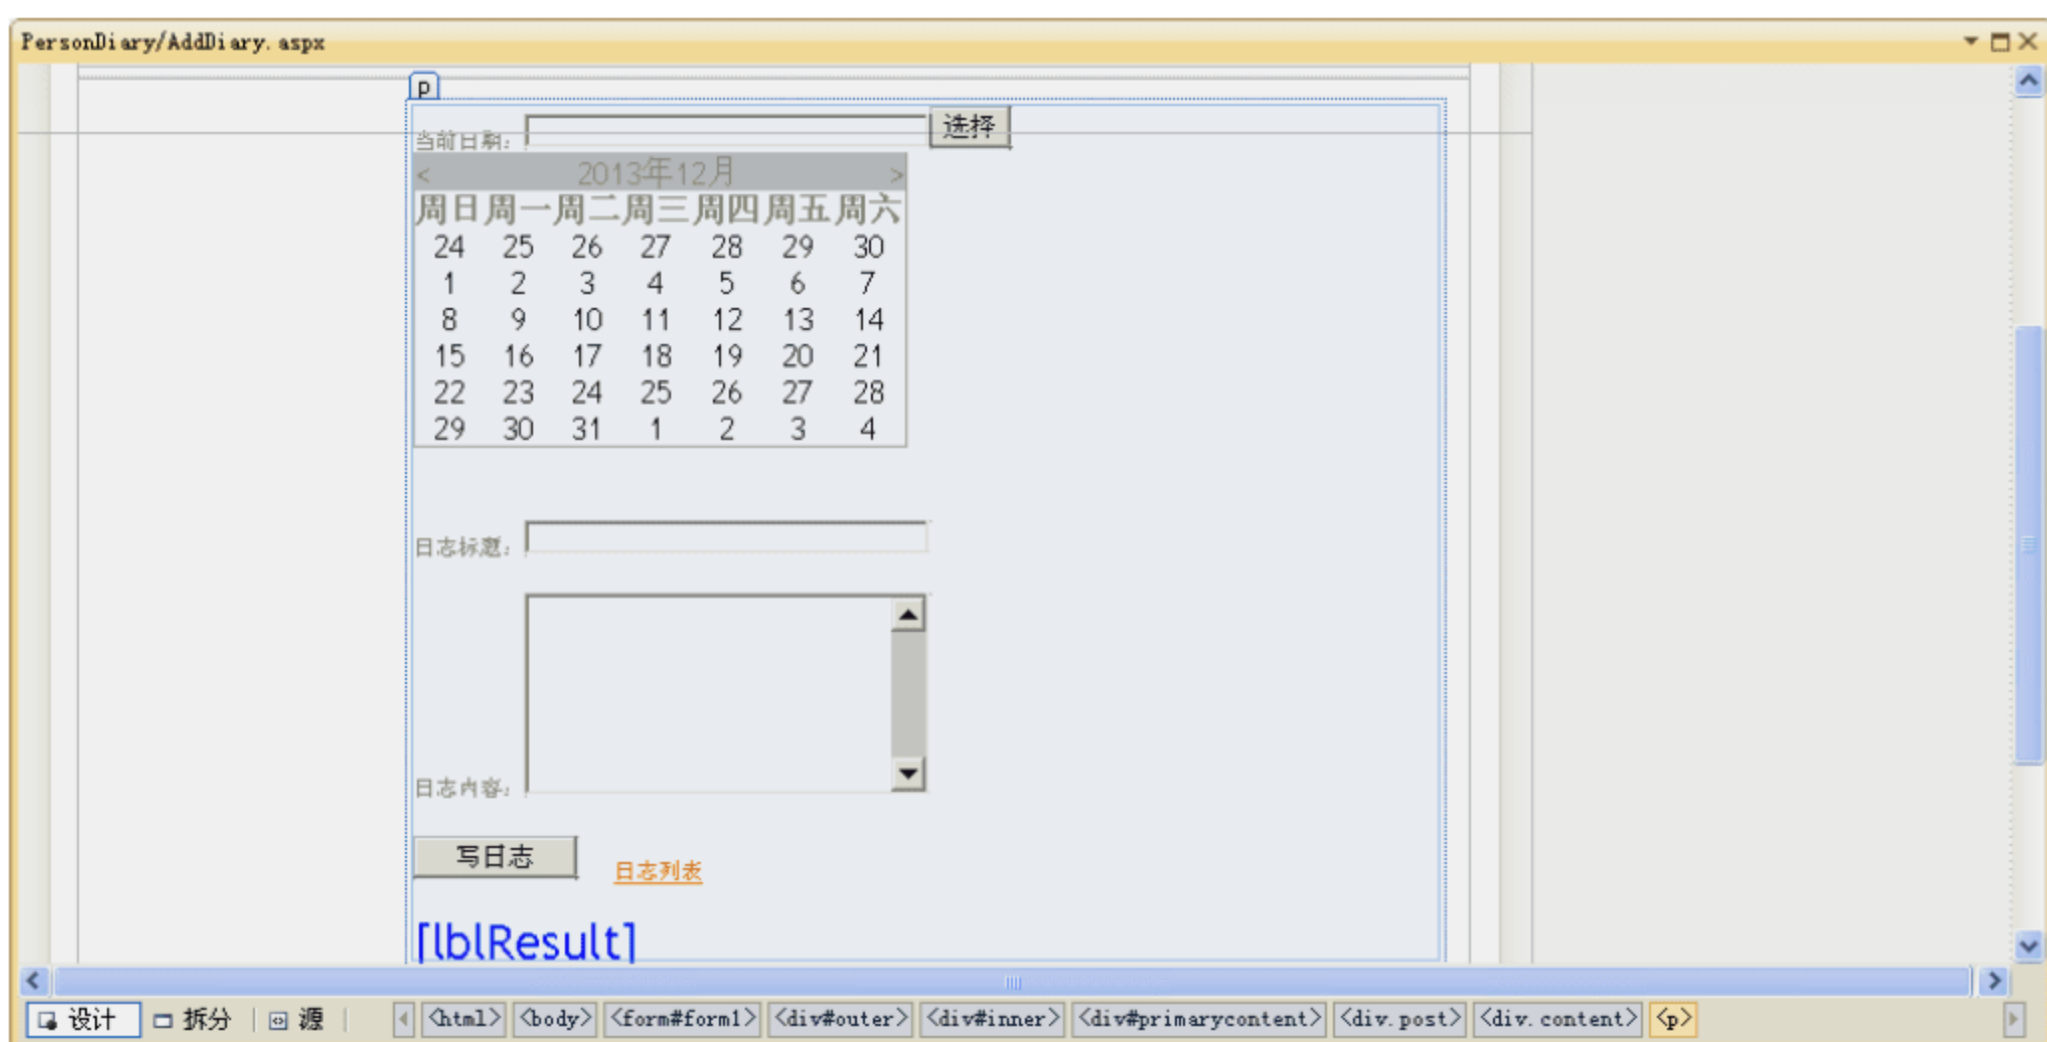 PersonDiary/AddDiary.aspx
p
当前日期: 选择
< 2013年12月 >
周日 周一 周二 周三 周四 周五 周六
24 25 26 27 28 29 30
1 2 3 4 5 6 7
8 9 10 11 12 13 14
15 16 17 18 19 20 21
22 23 24 25 26 27 28
29 30 31 1 2 3 4
日志标题:
日志内容:
写日志 日志列表
[lblResult]
设计 拆分 源 <html> <body> <form#form1> <div#outer> <div#inner> <div#primarycontent> <div.post> <div.content> <p>